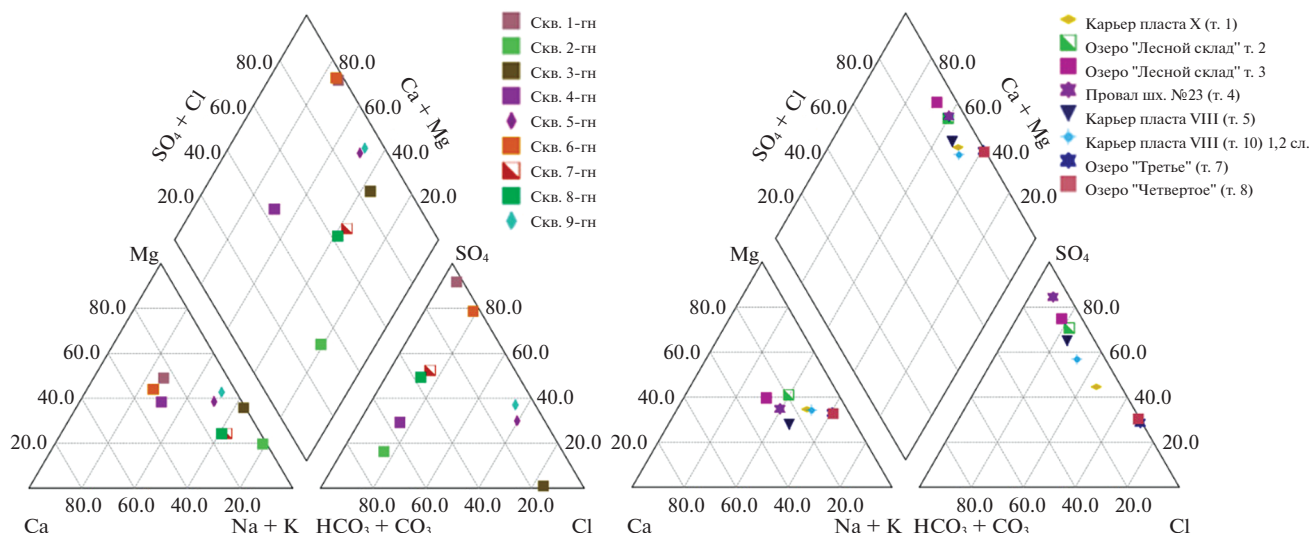 80.0
80.0
60.0
60.0
40.0
40.0
20.0
20.0
SO₄ + Cl
Ca + Mg
Скв. 1-гн
Скв. 2-гн
Скв. 3-гн
Скв. 4-гн
Скв. 5-гн
Скв. 6-гн
Скв. 7-гн
Скв. 8-гн
Скв. 9-гн
Mg
SO₄
80.0
80.0
60.0
60.0
40.0
40.0
20.0
20.0
80.0 60.0 40.0 20.0
80.0 60.0 40.0 20.0
Ca
Na + K
HCO₃ + CO₃
Cl
80.0
80.0
60.0
60.0
40.0
40.0
20.0
20.0
SO₄ + Cl
Ca + Mg
Карьер пласта X (т. 1)
Озеро "Лесной склад" т. 2
Озеро "Лесной склад" т. 3
Провал шх. №23 (т. 4)
Карьер пласта VIII (т. 5)
Карьер пласта VIII (т. 10) 1,2 сл.
Озеро "Третье" (т. 7)
Озеро "Четвертое" (т. 8)
Mg
SO₄
80.0
80.0
60.0
60.0
40.0
40.0
20.0
20.0
80.0 60.0 40.0 20.0
80.0 60.0 40.0 20.0
Ca
Na + K
HCO₃ + CO₃
Cl